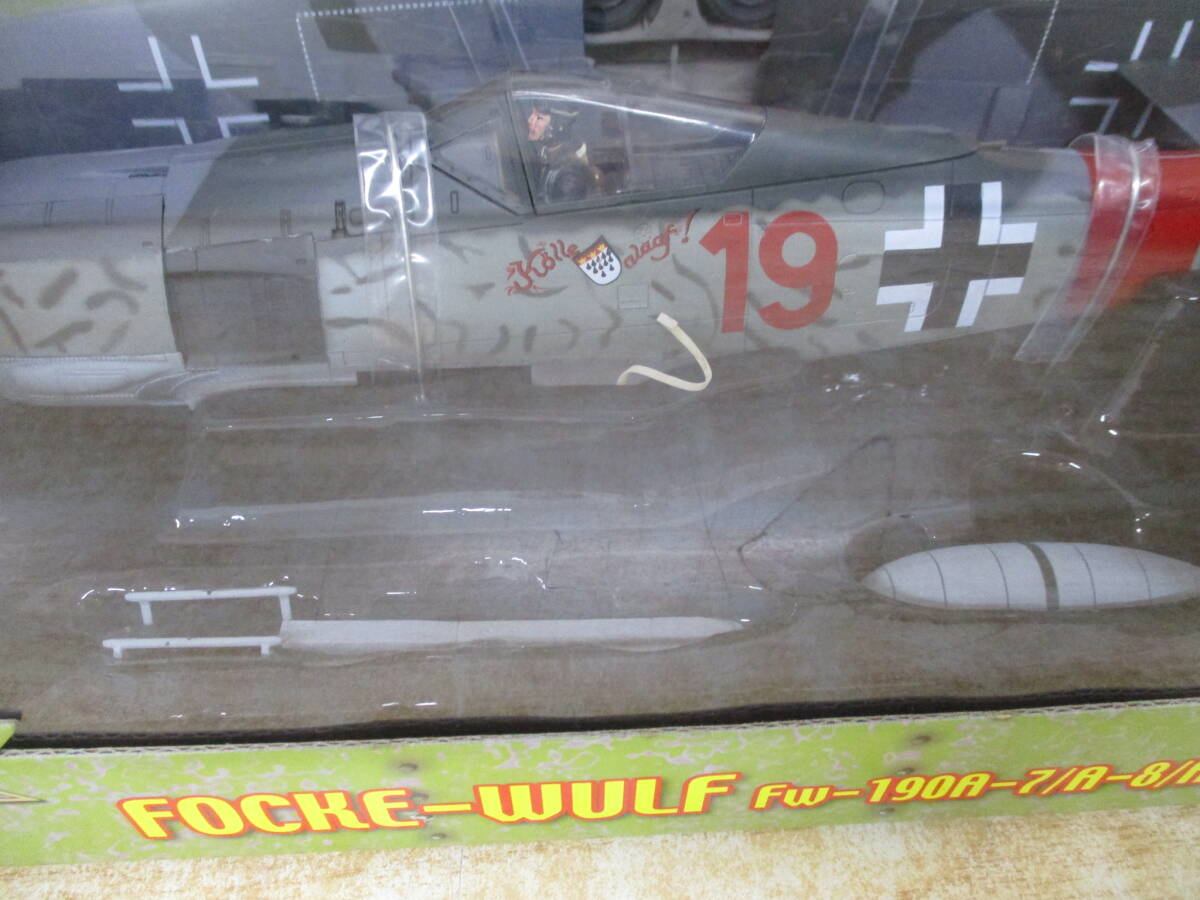 Kölle alaaf!
19
FOCKE-WULF Fw-190A-7/A-8/